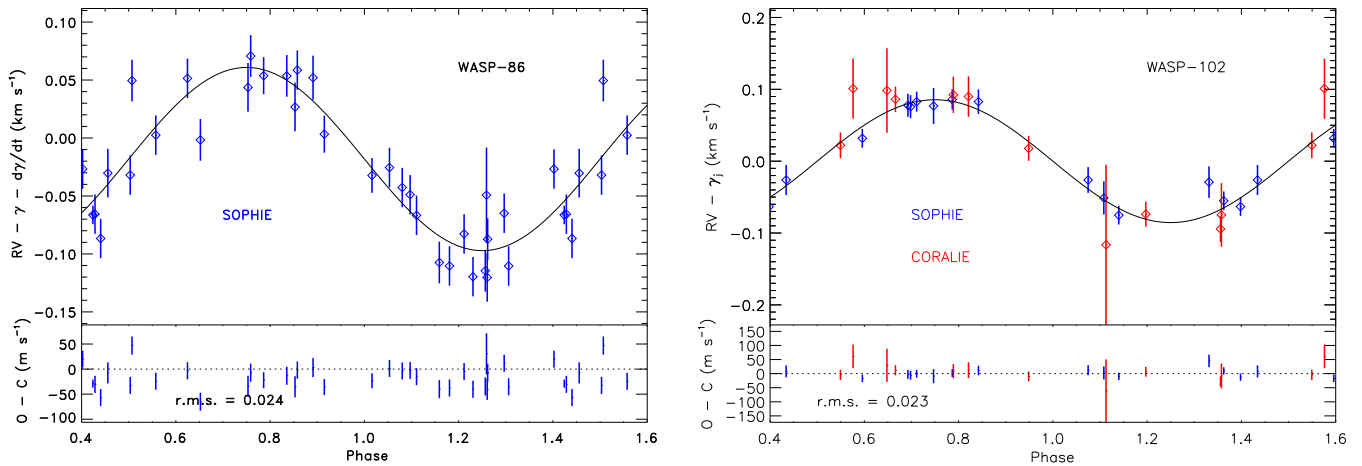 RV - γ - dγ/dt (km s⁻¹)
0.10
0.05
0.00
-0.05
-0.10
-0.15
WASP-86
SOPHIE
O - C (m s⁻¹)
50
0
-50
-100
r.m.s. = 0.024
0.4 0.6 0.8 1.0 1.2 1.4 1.6
Phase
RV - γj (km s⁻¹)
0.2
0.1
0.0
-0.1
-0.2
WASP-102
SOPHIE
CORALIE
O - C (m s⁻¹)
150
100
50
0
-50
-100
-150
r.m.s. = 0.023
0.4 0.6 0.8 1.0 1.2 1.4 1.6
Phase